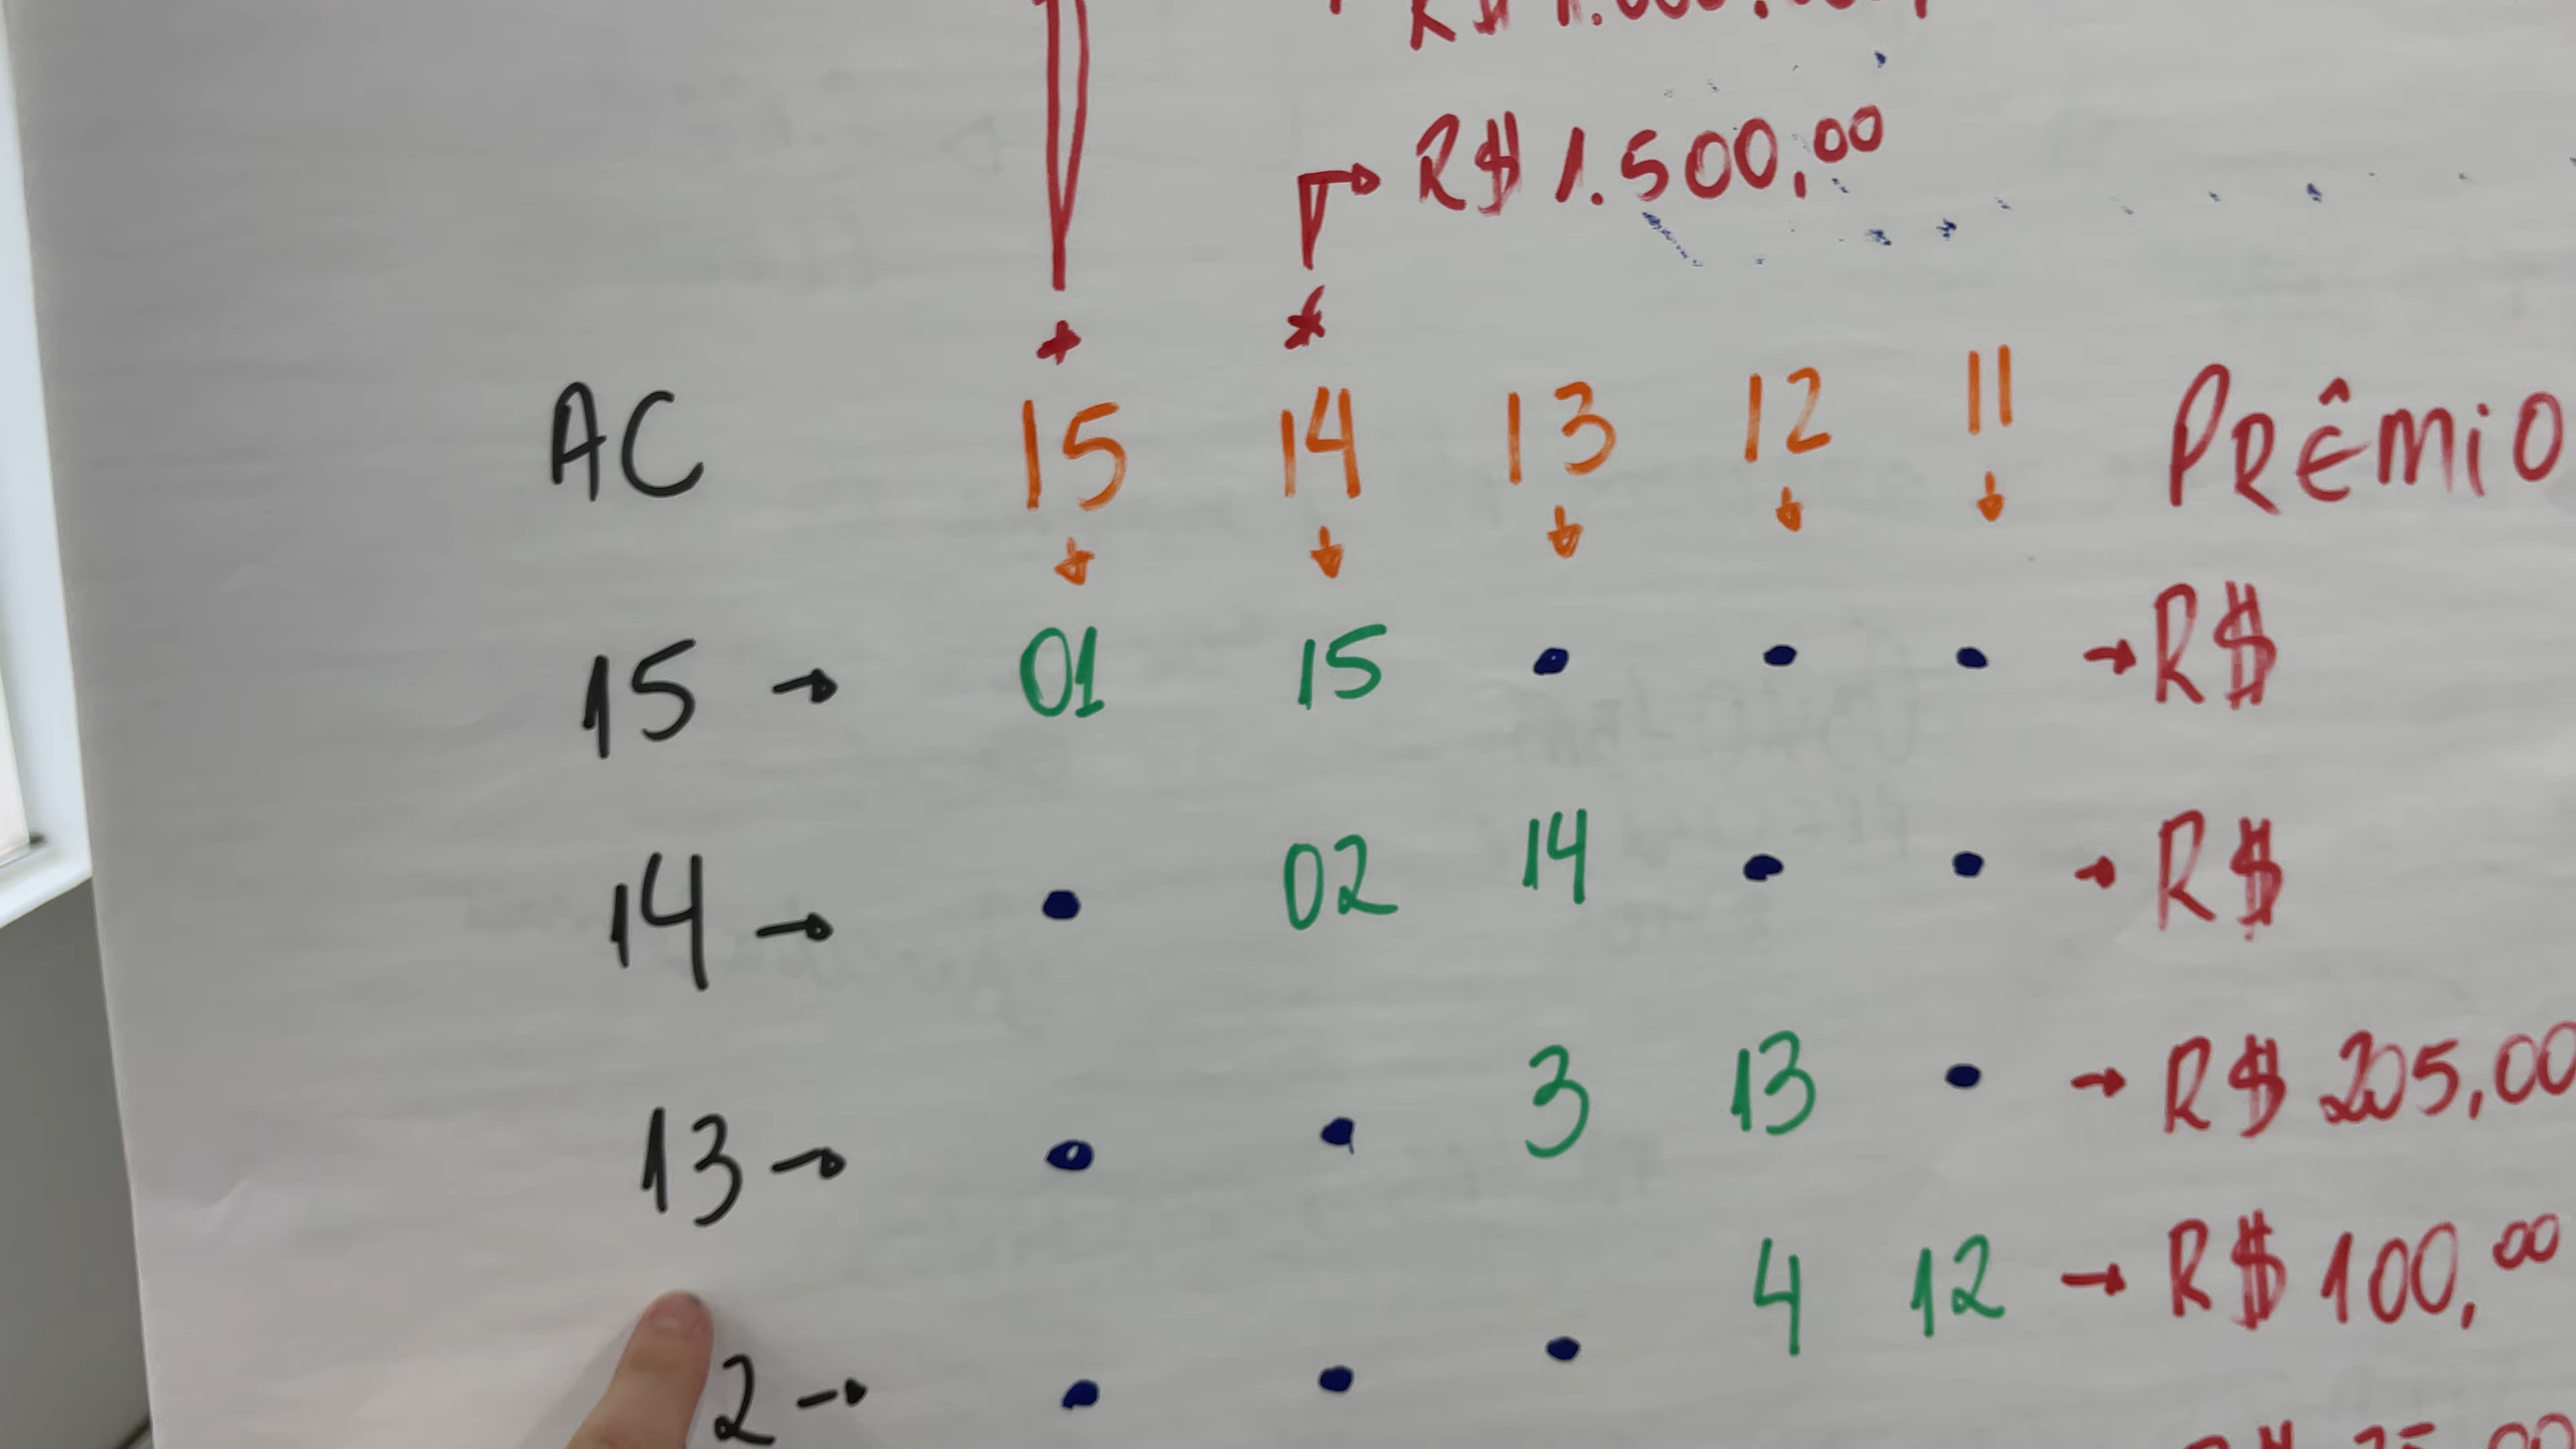 R$ 1.500,00
AC 15 14 13 12 11 PRÊMIO
15 → 01 15 • • • → R$
14 → • 02 14 • • → R$
13 → • • 3 13 • → R$ 205,00
2 → • • • 4 12 → R$ 100,00